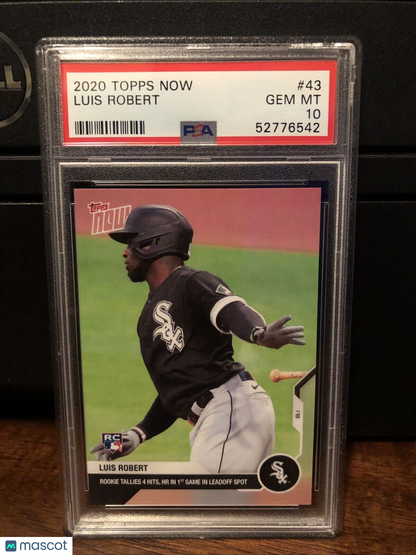 2020 TOPPS NOW #43
LUIS ROBERT GEM MT
10
PSA 52776542
TOPPS
NOW
Sox
RC
LUIS ROBERT
ROOKIE TALLIES 4 HITS, HR IN 1ST GAME IN LEADOFF SPOT
Sox
mascot